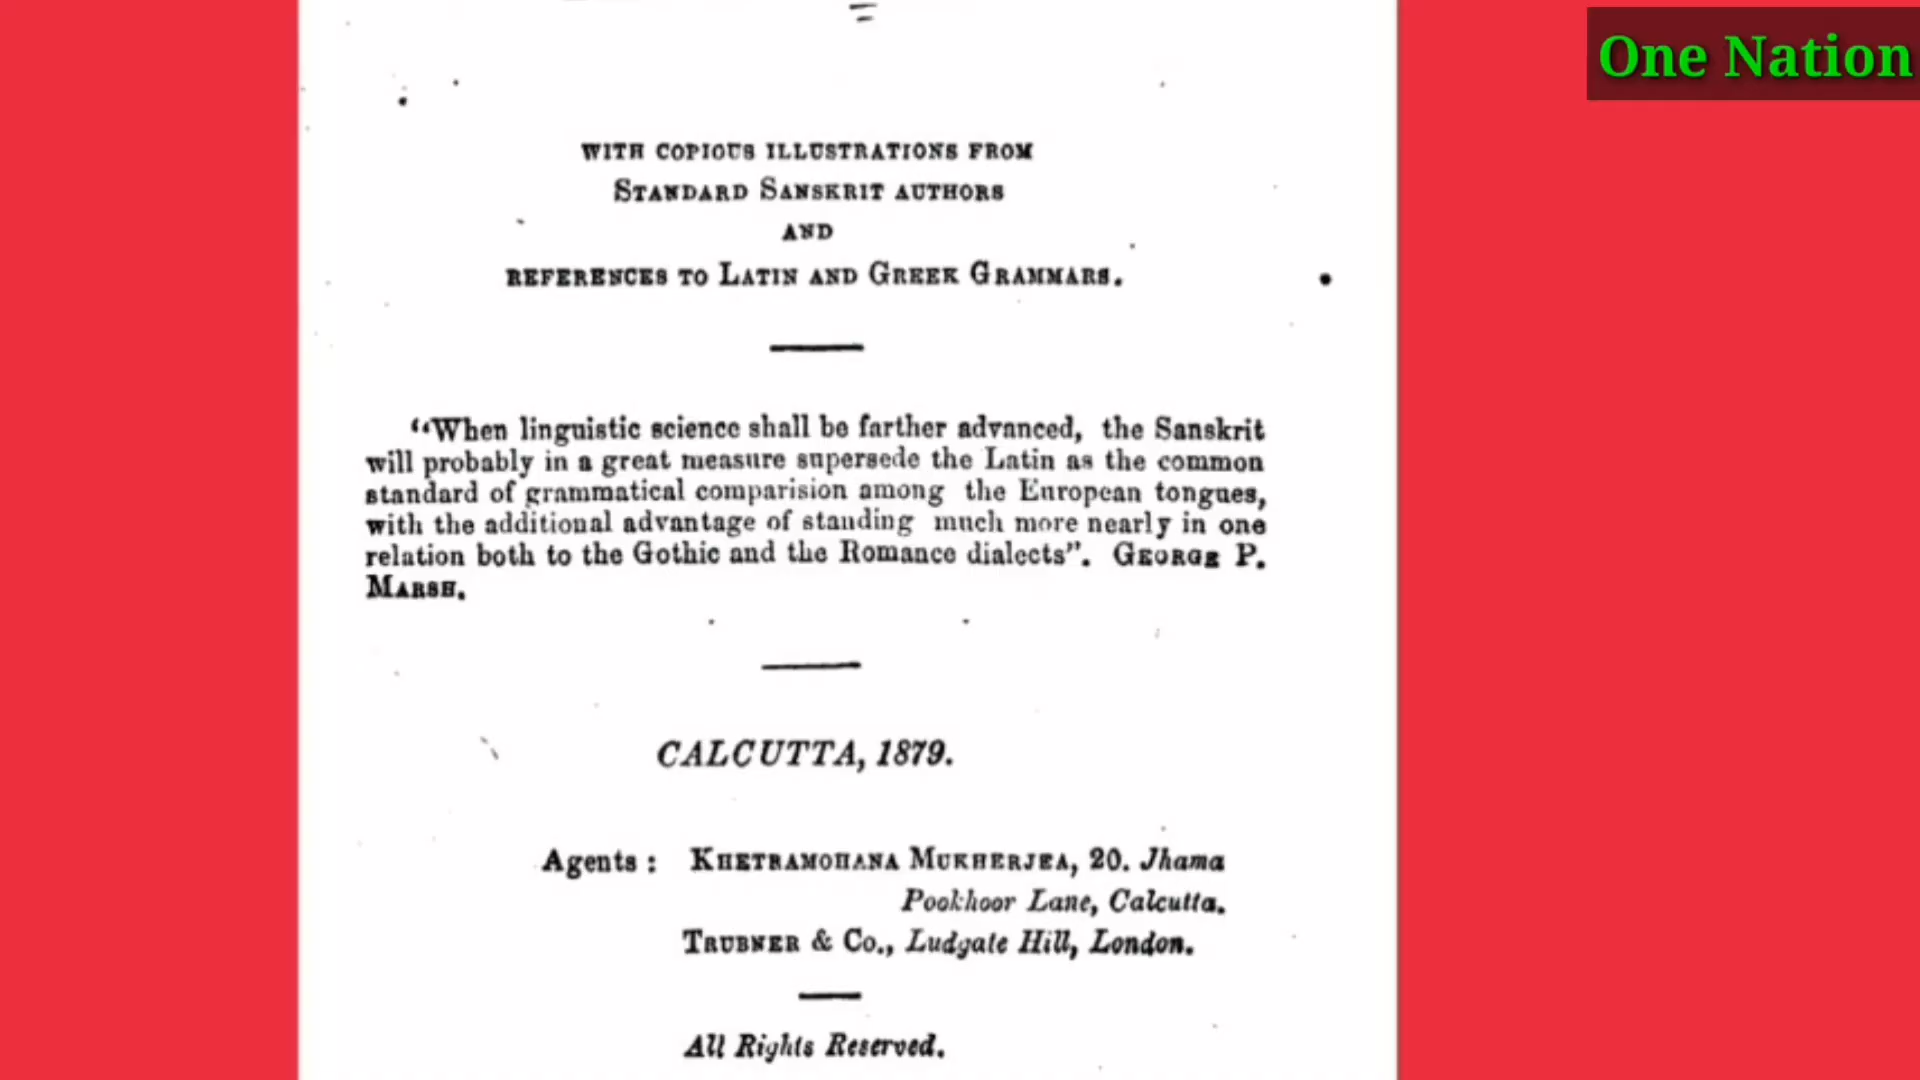 One Nation
WITH COPIOUS ILLUSTRATIONS FROM
STANDARD SANSKRIT AUTHORS
AND
REFERENCES TO LATIN AND GREEK GRAMMARS.
“When linguistic science shall be farther advanced, the Sanskrit
will probably in a great measure supersede the Latin as the common
standard of grammatical comparision among the European tongues,
with the additional advantage of standing much more nearly in one
relation both to the Gothic and the Romance dialects”. GEORGE P.
MARSH.
CALCUTTA, 1879.
Agents : KHETRAMOHANA MUKHERJEA, 20. Jhama
Pookhoor Lane, Calcutta.
TRUBNER & Co., Ludgate Hill, London.
All Rights Reserved.